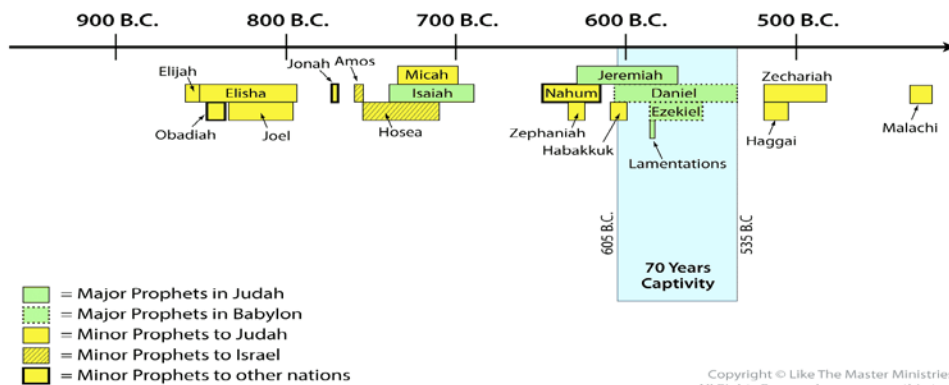 900 B.C. 800 B.C. 700 B.C. 600 B.C. 500 B.C.
Elijah
Elisha
Obadiah
Joel
Jonah
Amos
Micah
Isaiah
Hosea
Jeremiah
Nahum
Daniel
Ezekiel
Zephaniah
Habakkuk
Lamentations
Zechariah
Haggai
Malachi
605 B.C.
535 B.C
70 Years
Captivity
= Major Prophets in Judah
= Major Prophets in Babylon
= Minor Prophets to Judah
= Minor Prophets to Israel
= Minor Prophets to other nations
Copyright © Like The Master Ministrie